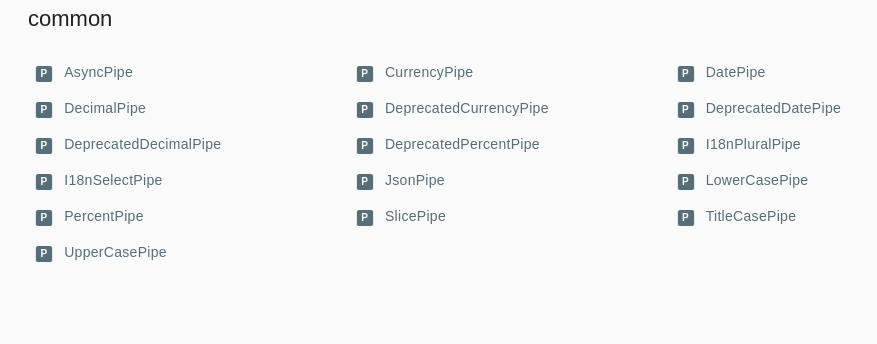 common
P AsyncPipe P CurrencyPipe P DatePipe
P DecimalPipe P DeprecatedCurrencyPipe P DeprecatedDatePipe
P DeprecatedDecimalPipe P DeprecatedPercentPipe P I18nPluralPipe
P I18nSelectPipe P JsonPipe P LowerCasePipe
P PercentPipe P SlicePipe P TitleCasePipe
P UpperCasePipe